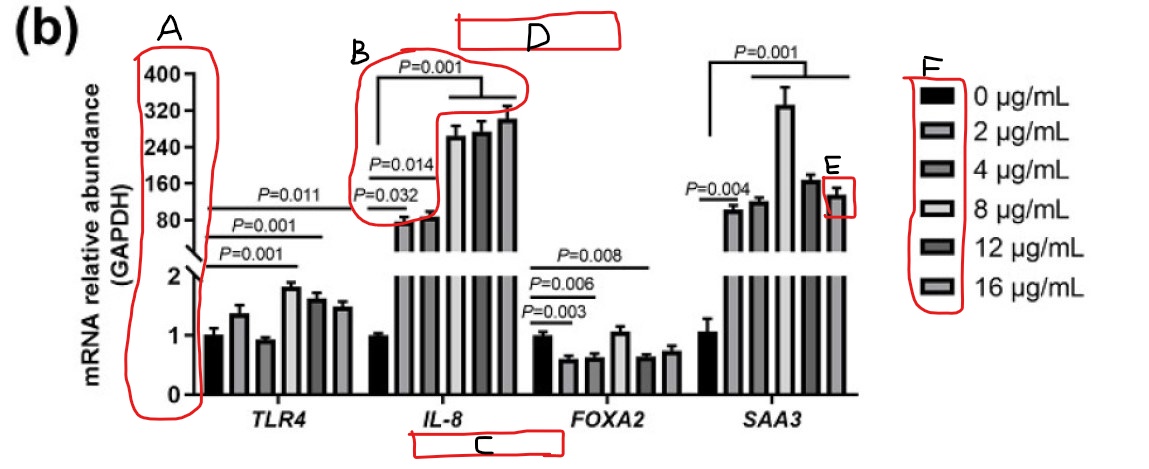 (b)
A
B
C
D
E
F
mRNA relative abundance
(GAPDH)
400
320
240
160
80
2
1
0
P=0.011
P=0.001
P=0.001
P=0.001
P=0.014
P=0.032
P=0.008
P=0.006
P=0.003
P=0.001
P=0.004
TLR4
IL-8
FOXA2
SAA3
0 µg/mL
2 µg/mL
4 µg/mL
8 µg/mL
12 µg/mL
16 µg/mL